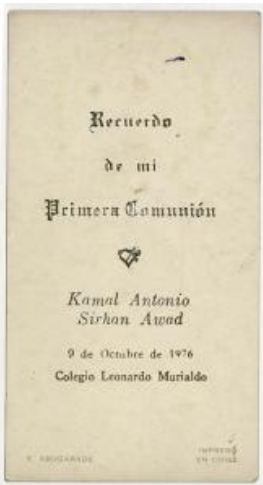 Recuerdo
de mi
Primera Comunión
Kamal Antonio
Sirhan Awad
9 de Octubre de 1976
Colegio Leonardo Murialdo
IMPRESO
EN CHILE